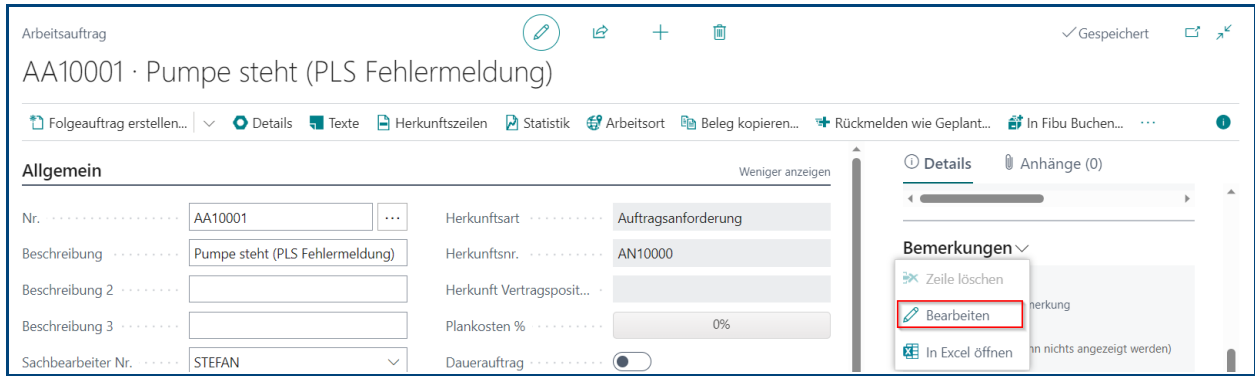 Arbeitsauftrag
Gespeichert
AA10001 · Pumpe steht (PLS Fehlermeldung)
Folgeauftrag erstellen... Details Texte Herkunftszeilen Statistik Arbeitsort Beleg kopieren... Rückmelden wie Geplant... In Fibu Buchen... ...
Allgemein
Weniger anzeigen
Nr. AA10001 ...
Beschreibung Pumpe steht (PLS Fehlermeldung)
Beschreibung 2
Beschreibung 3
Sachbearbeiter Nr. STEFAN
Herkunftsart Auftragsanforderung
Herkunftsnr. AN10000
Herkunft Vertragsposit...
Plankosten % 0%
Dauerauftrag
Details Anhänge (0)
Bemerkungen
Zeile löschen
Bearbeiten
In Excel öffnen
nichts angezeigt werden)